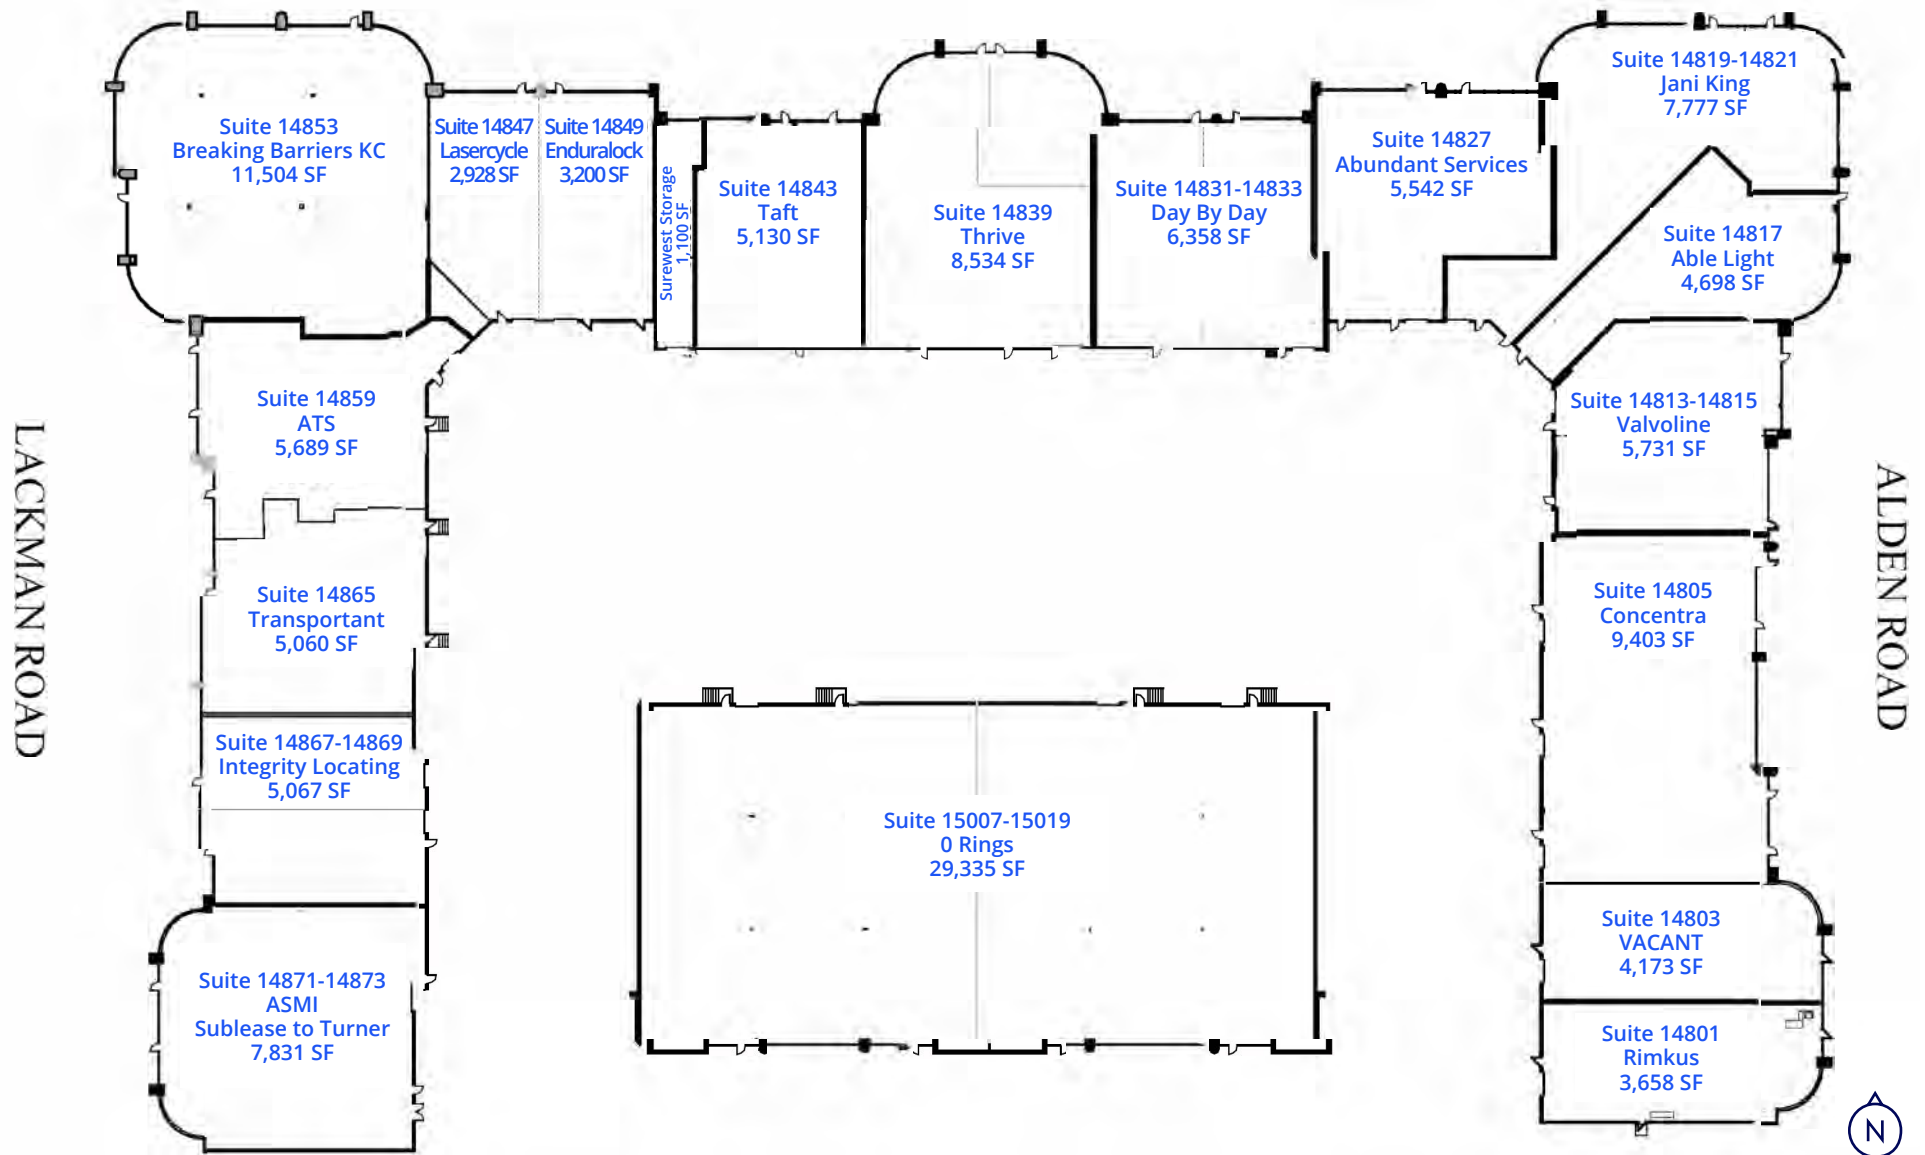 Suite 14853
Breaking Barriers KC
11,504 SF
Suite 14847
Lasercycle
2,928 SF
Suite 14849
Enduralock
3,200 SF
Surewest Storage
1,100 SF
Suite 14843
Taft
5,130 SF
Suite 14839
Thrive
8,534 SF
Suite 14831-14833
Day By Day
6,358 SF
Suite 14827
Abundant Services
5,542 SF
Suite 14819-14821
Jani King
7,777 SF
Suite 14817
Able Light
4,698 SF
Suite 14859
ATS
5,689 SF
Suite 14813-14815
Valvoline
5,731 SF
LACKMAN ROAD
ALDEN ROAD
Suite 14865
Transportant
5,060 SF
Suite 14805
Concentra
9,403 SF
Suite 14867-14869
Integrity Locating
5,067 SF
Suite 15007-15019
0 Rings
29,335 SF
Suite 14803
VACANT
4,173 SF
Suite 14871-14873
ASMI
Sublease to Turner
7,831 SF
Suite 14801
Rimkus
3,658 SF
N